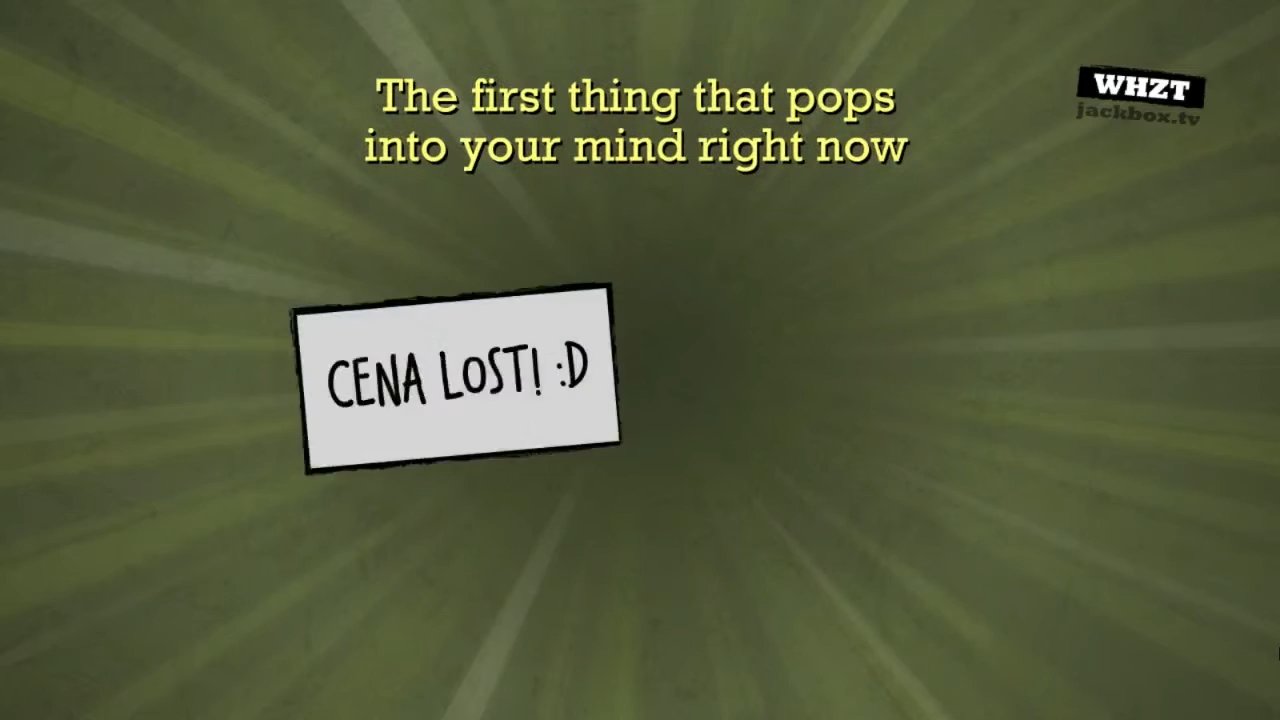 The first thing that pops
into your mind right now
WHZT
jackbox.tv
CENA LOST! :D